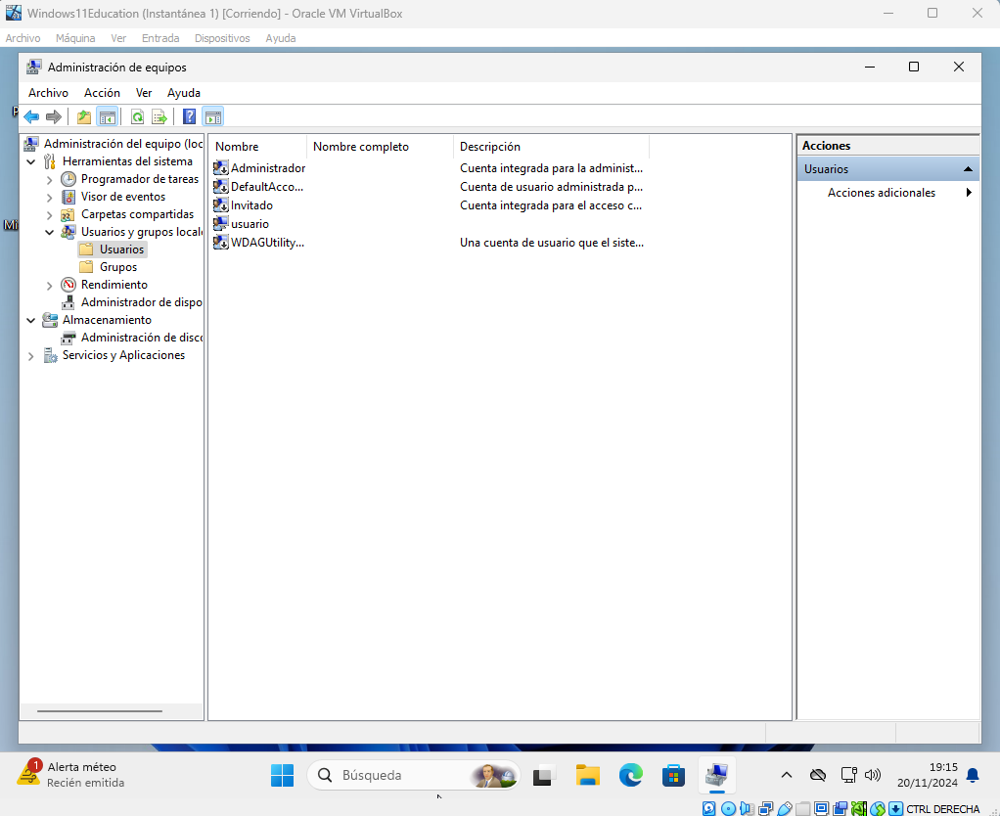 Windows11Education (Instantánea 1) [Corriendo] - Oracle VM VirtualBox
Archivo Máquina Ver Entrada Dispositivos Ayuda
Administración de equipos
Archivo Acción Ver Ayuda
Administración del equipo (loc
Herramientas del sistema
Programador de tareas
Visor de eventos
Carpetas compartidas
Usuarios y grupos locale
Usuarios
Grupos
Rendimiento
Administrador de dispo
Almacenamiento
Administración de disco
Servicios y Aplicaciones
Nombre Nombre completo Descripción
Administrador Cuenta integrada para la administ...
DefaultAcco... Cuenta de usuario administrada p...
Invitado Cuenta integrada para el acceso c...
usuario
WDAGUtility... Una cuenta de usuario que el siste...
Acciones
Usuarios
Acciones adicionales
P
Mi
1
Alerta méteo
Recién emitida
Búsqueda
19:15
20/11/2024
CTRL DERECHA